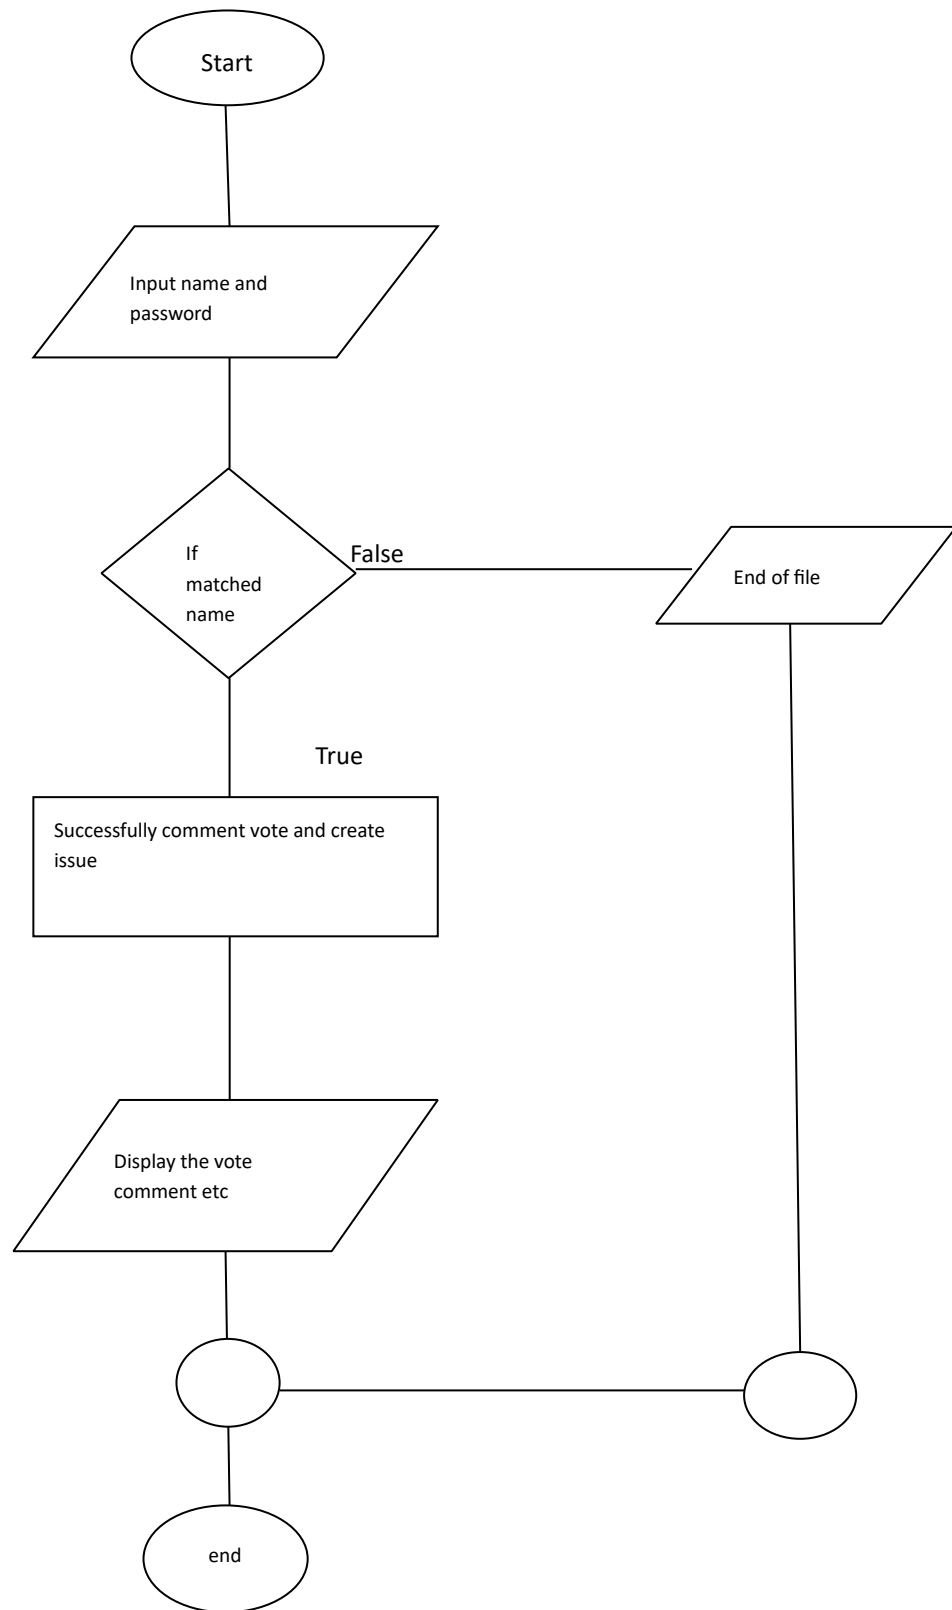 Start
Input name and
password
If
matched
name
False
End of file
True
Successfully comment vote and create
issue
Display the vote
comment etc
end